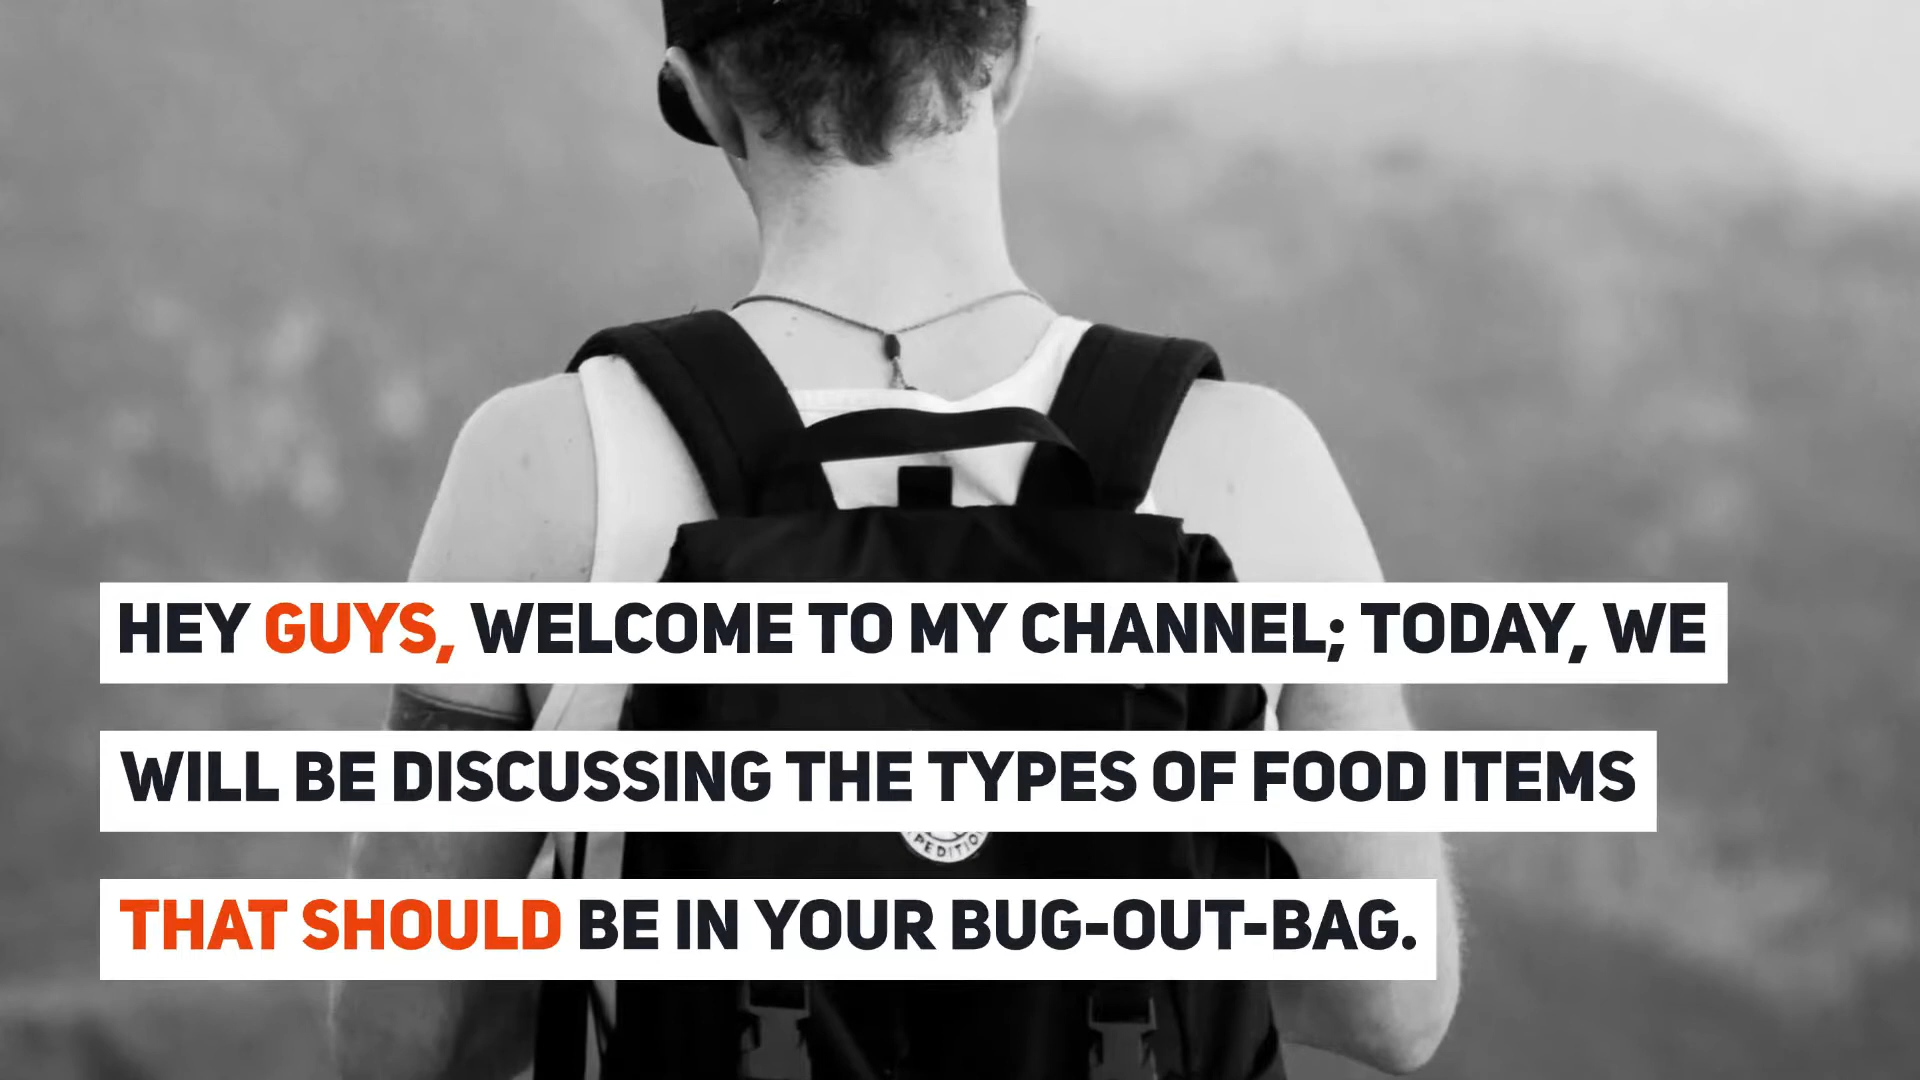 HEY GUYS, WELCOME TO MY CHANNEL; TODAY, WE
WILL BE DISCUSSING THE TYPES OF FOOD ITEMS
PEDITIO
THAT SHOULD BE IN YOUR BUG-OUT-BAG.